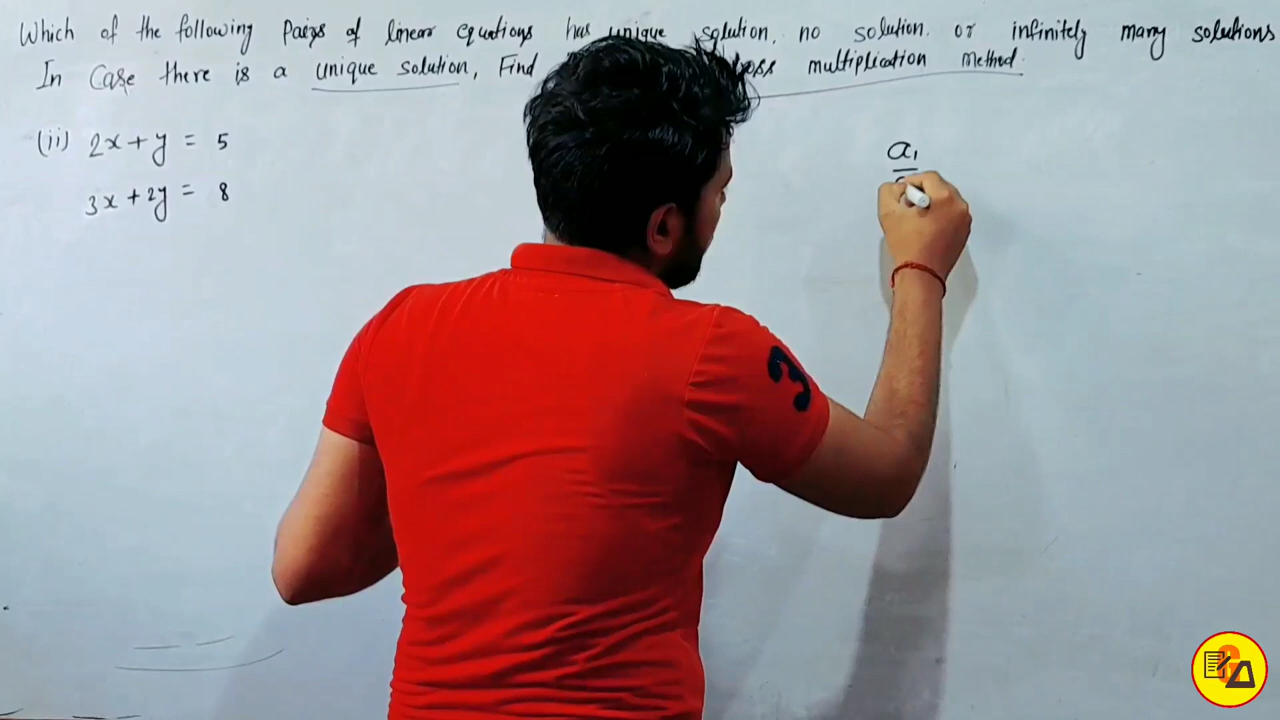 Which of the following Pairs of linear equations has unique solution, no solution. or infinitely many solutions
In Case there is a unique solution, Find multiplication Method.
(ii) 2x + y = 5
3x + 2y = 8
a₁
3